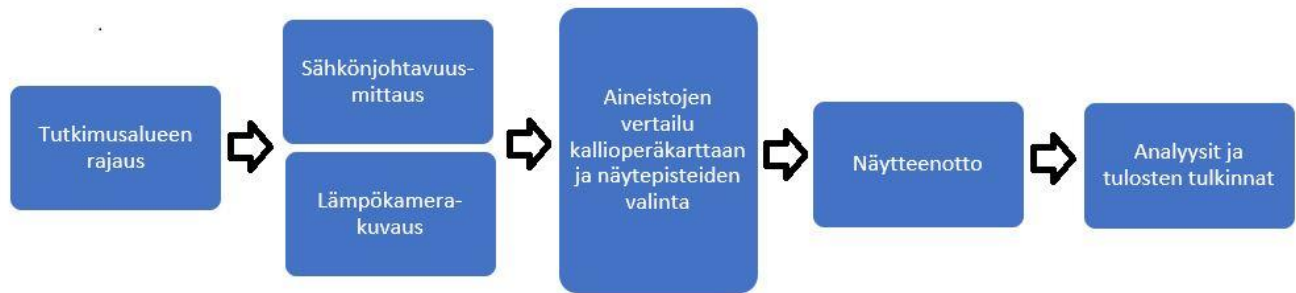 Tutkimusalueen
rajaus
Sähkönjohtavuus-
mittaus
Lämpökamera-
kuvaus
Aineistojen
vertailu
kallioperäkarttaan
ja näytepisteiden
valinta
Näytteenotto
Analyysit ja
tulosten tulkinnat